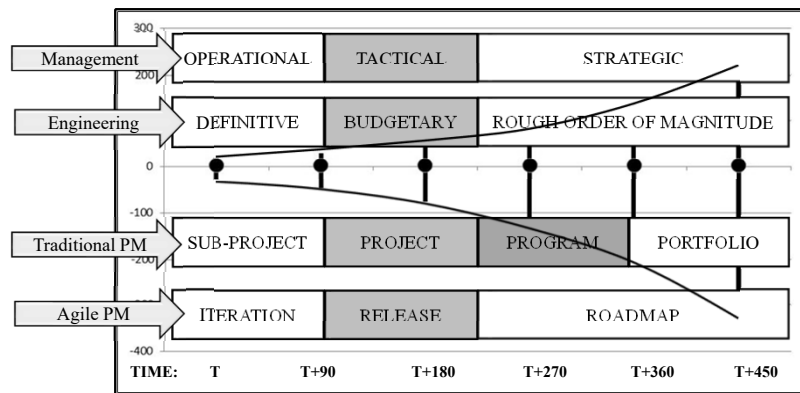 300
Management OPERATIONAL TACTICAL STRATEGIC
200
Engineering DEFINITIVE BUDGETARY ROUGH ORDER OF MAGNITUDE
0
-100
Traditional PM SUB-PROJECT PROJECT PROGRAM PORTFOLIO
-200
Agile PM ITERATION RELEASE ROADMAP
-400
TIME: T T+90 T+180 T+270 T+360 T+450